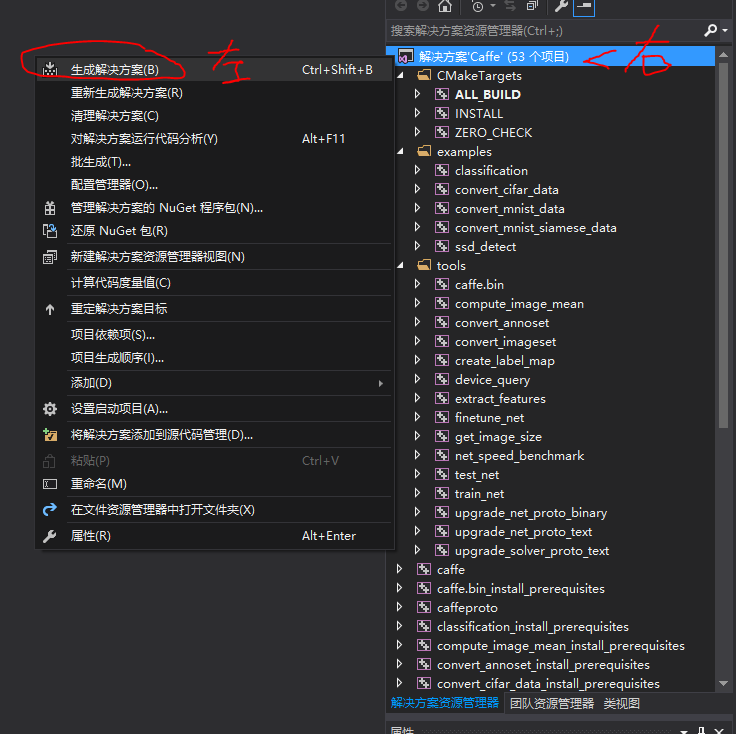 搜索解决方案资源管理器(Ctrl+;)
解决方案'Caffe' (53 个项目)
右
CMakeTargets
ALL_BUILD
INSTALL
ZERO_CHECK
examples
classification
convert_cifar_data
convert_mnist_data
convert_mnist_siamese_data
ssd_detect
tools
caffe.bin
compute_image_mean
convert_annoset
convert_imageset
create_label_map
device_query
extract_features
finetune_net
get_image_size
net_speed_benchmark
test_net
train_net
upgrade_net_proto_binary
upgrade_net_proto_text
upgrade_solver_proto_text
caffe
caffe.bin_install_prerequisites
caffeproto
classification_install_prerequisites
compute_image_mean_install_prerequisites
convert_annoset_install_prerequisites
convert_cifar_data_install_prerequisites
解决方案资源管理器 团队资源管理器 类视图
属性
左
生成解决方案(B) Ctrl+Shift+B
重新生成解决方案(R)
清理解决方案(C)
对解决方案运行代码分析(Y) Alt+F11
批生成(T)...
配置管理器(O)...
管理解决方案的 NuGet 程序包(N)...
还原 NuGet 包(R)
新建解决方案资源管理器视图(N)
计算代码度量值(C)
重定解决方案目标
项目依赖项(S)...
项目生成顺序(I)...
添加(D)
设置启动项目(A)...
将解决方案添加到源代码管理(D)...
粘贴(P) Ctrl+V
重命名(M)
在文件资源管理器中打开文件夹(X)
属性(R) Alt+Enter